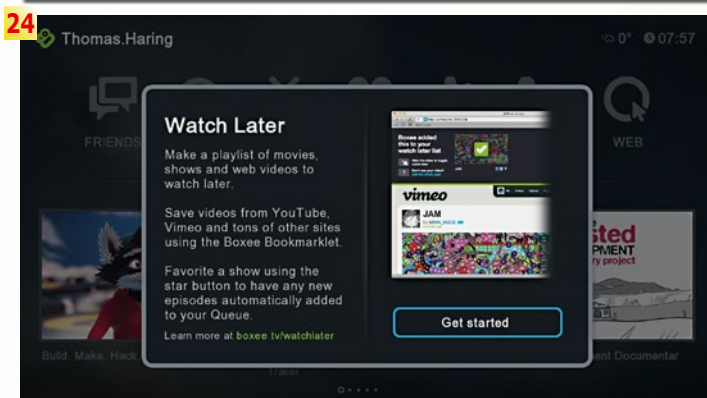 24
Thomas.Haring
0° 07:57
FRIENDS
WEB
Watch Later
Make a playlist of movies,
shows and web videos to
watch later.
Save videos from YouTube,
Vimeo and tons of other sites
using the Boxee Bookmarklet.
Favorite a show using the
star button to have any new
episodes automatically added
to your Queue.
Learn more at boxee tv/watchlater
Boxee added
this to your
watch later list
vimeo
JAM
Get started
sted
PMENT
ry project
Build. Make. Hack
Trailer
ent Documentar